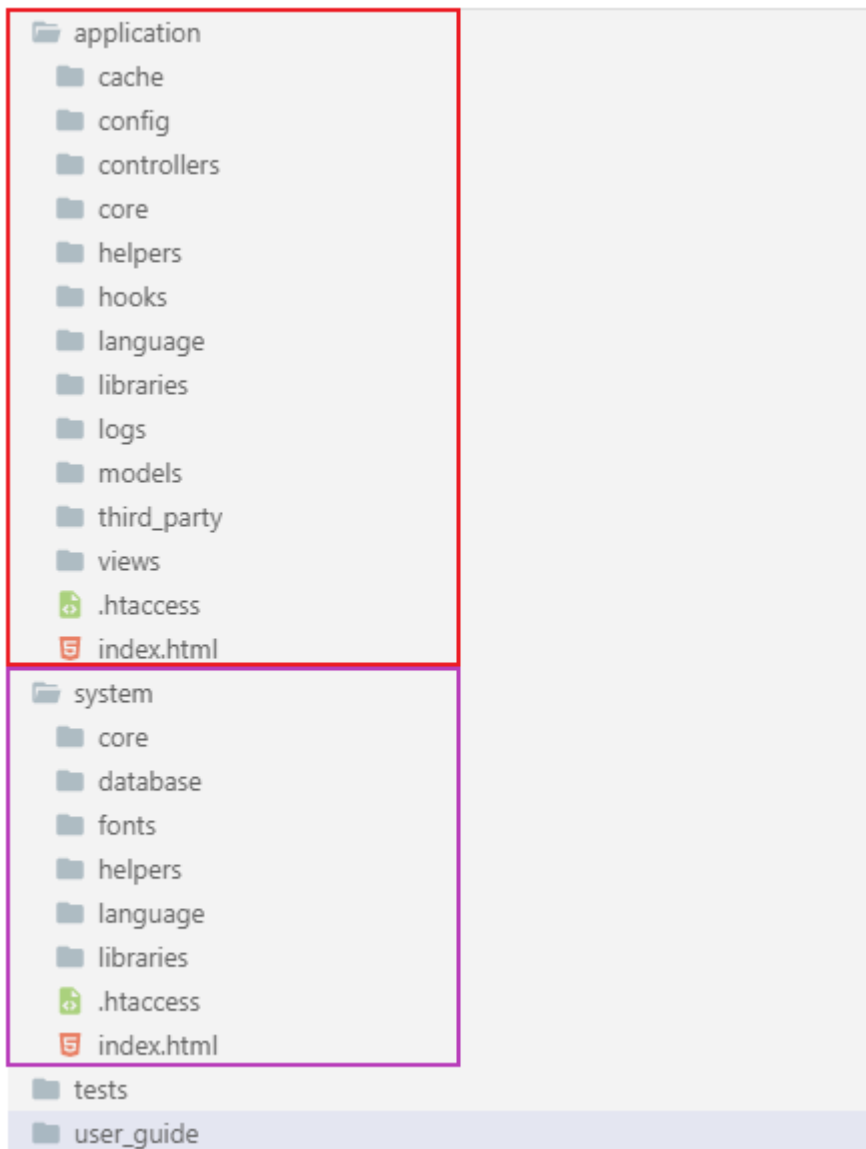 application
cache
config
controllers
core
helpers
hooks
language
libraries
logs
models
third_party
views
.htaccess
index.html
system
core
database
fonts
helpers
language
libraries
.htaccess
index.html
tests
user_guide